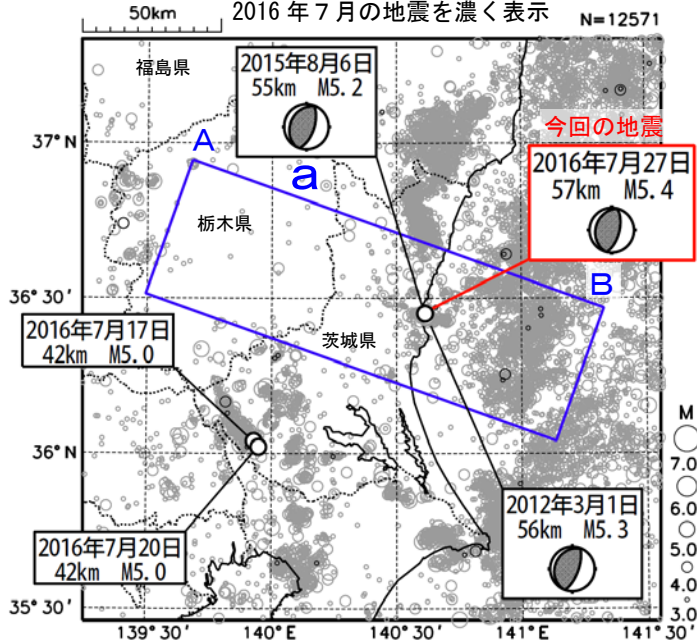 50km
2016年7月の地震を濃く表示
N=12571
福島県
2015年8月6日
55km M5.2
37°N
今回の地震
A
a
2016年7月27日
57km M5.4
栃木県
B
36°30′
茨城県
2016年7月17日
42km M5.0
M
36°N
7.0
6.0
2012年3月1日
56km M5.3
2016年7月20日
42km M5.0
5.0
4.0
35°30′
3.0
139°30′
140°E
140°30′
141°E
141°30′